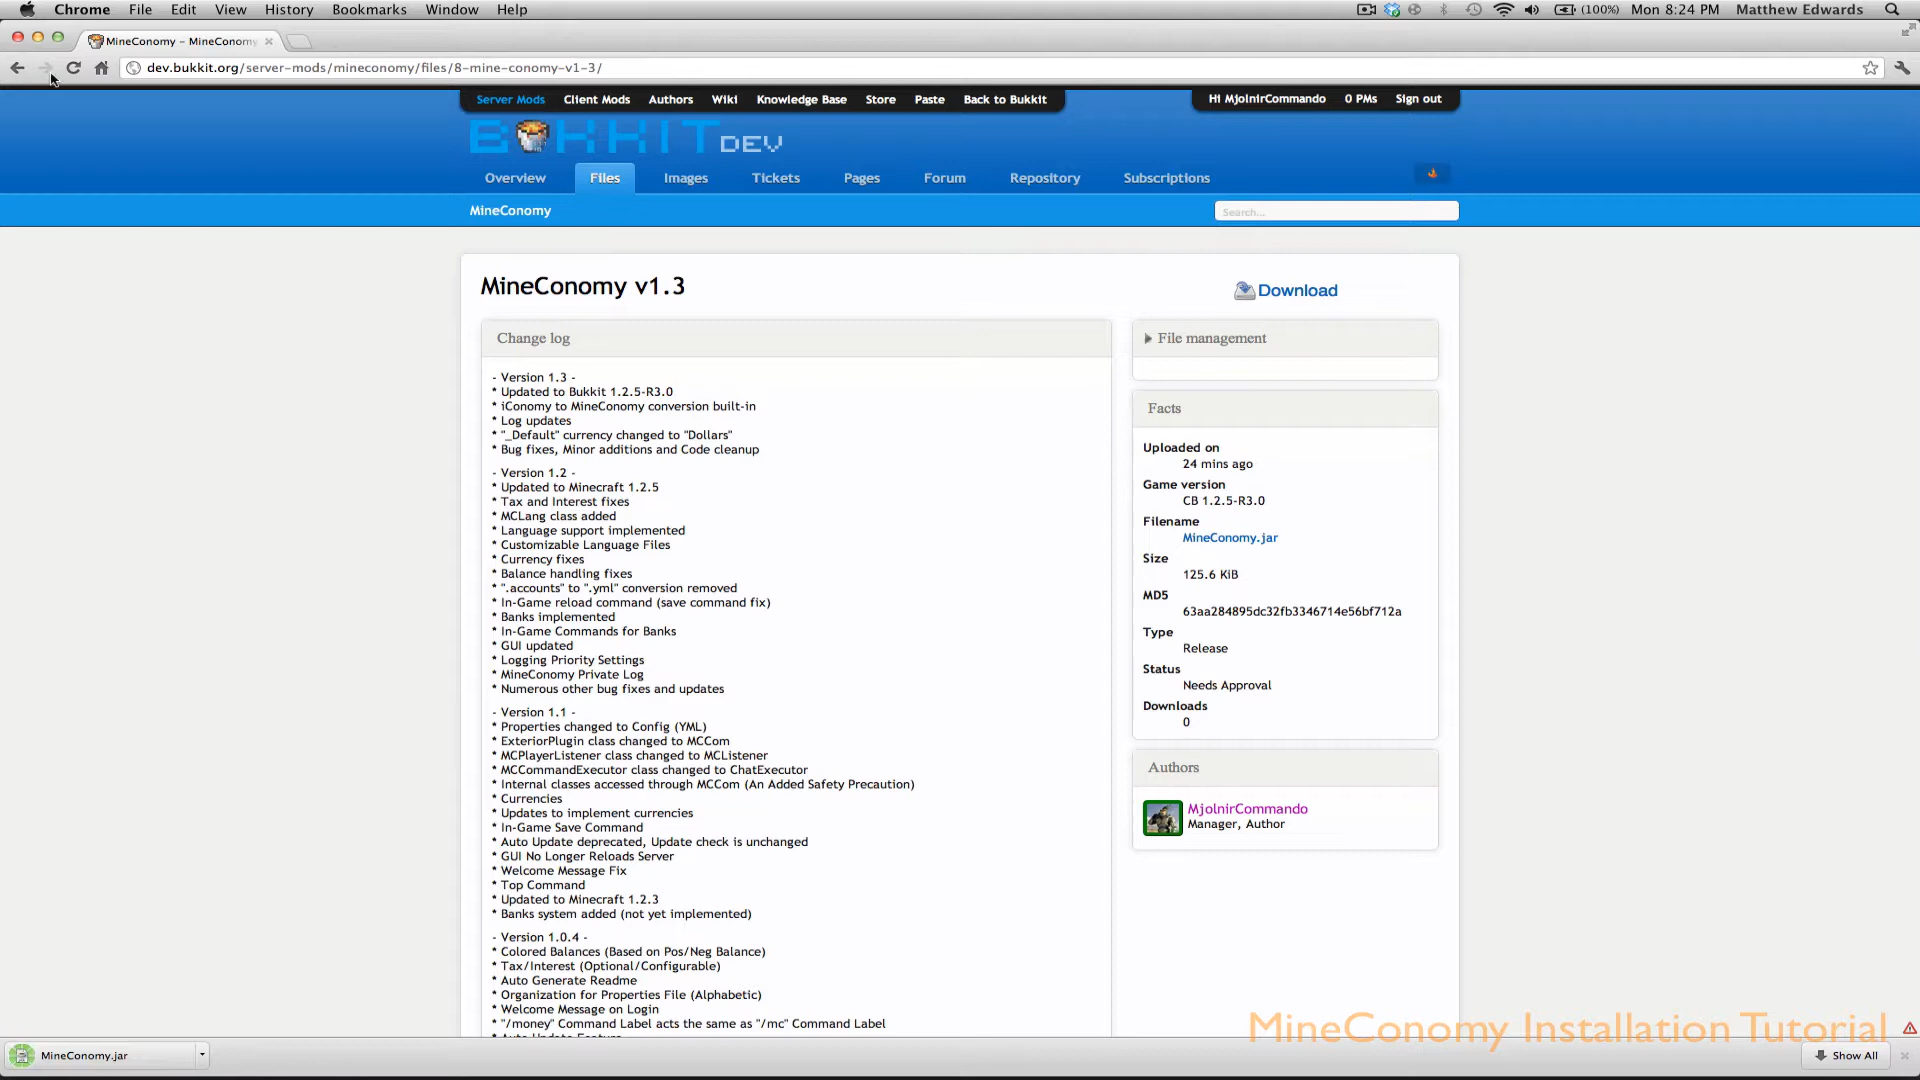 Chrome File Edit View History Bookmarks Window Help (100%) Mon 8:24 PM Matthew Edwards
MineConomy – MineConomy
dev.bukkit.org/server-mods/mineconomy/files/8-mine-conomy-v1-3/
Server Mods Client Mods Authors Wiki Knowledge Base Store Paste Back to Bukkit Hi MjolnirCommando 0 PMs Sign out
BUKKIT DEV
Overview Files Images Tickets Pages Forum Repository Subscriptions
MineConomy Search...
MineConomy v1.3
Download
Change log
- Version 1.3 -
* Updated to Bukkit 1.2.5-R3.0
* iConomy to MineConomy conversion built-in
* Log updates
* "_Default" currency changed to "Dollars"
* Bug fixes, Minor additions and Code cleanup
- Version 1.2 -
* Updated to Minecraft 1.2.5
* Tax and Interest fixes
* MCLang class added
* Language support implemented
* Customizable Language Files
* Currency fixes
* Balance handling fixes
* ".accounts" to ".yml" conversion removed
* In-Game reload command (save command fix)
* Banks implemented
* In-Game Commands for Banks
* GUI updated
* Logging Priority Settings
* MineConomy Private Log
* Numerous other bug fixes and updates
- Version 1.1 -
* Properties changed to Config (YML)
* ExteriorPlugin class changed to MCCom
* MCPlayerListener class changed to MCListener
* MCCommandExecutor class changed to ChatExecutor
* Internal classes accessed through MCCom (An Added Safety Precaution)
* Currencies
* Updates to implement currencies
* In-Game Save Command
* Auto Update deprecated, Update check is unchanged
* GUI No Longer Reloads Server
* Welcome Message Fix
* Top Command
* Updated to Minecraft 1.2.3
* Banks system added (not yet implemented)
- Version 1.0.4 -
* Colored Balances (Based on Pos/Neg Balance)
* Tax/Interest (Optional/Configurable)
* Auto Generate Readme
* Organization for Properties File (Alphabetic)
* Welcome Message on Login
* "/money" Command Label acts the same as "/mc" Command Label
* Auto Update Feature
File management
Facts
Uploaded on
24 mins ago
Game version
CB 1.2.5-R3.0
Filename
MineConomy.jar
Size
125.6 KiB
MD5
63aa284895dc32fb3346714e56bf712a
Type
Release
Status
Needs Approval
Downloads
0
Authors
MjolnirCommando
Manager, Author
MineConomy Installation Tutorial
MineConomy.jar
Show All